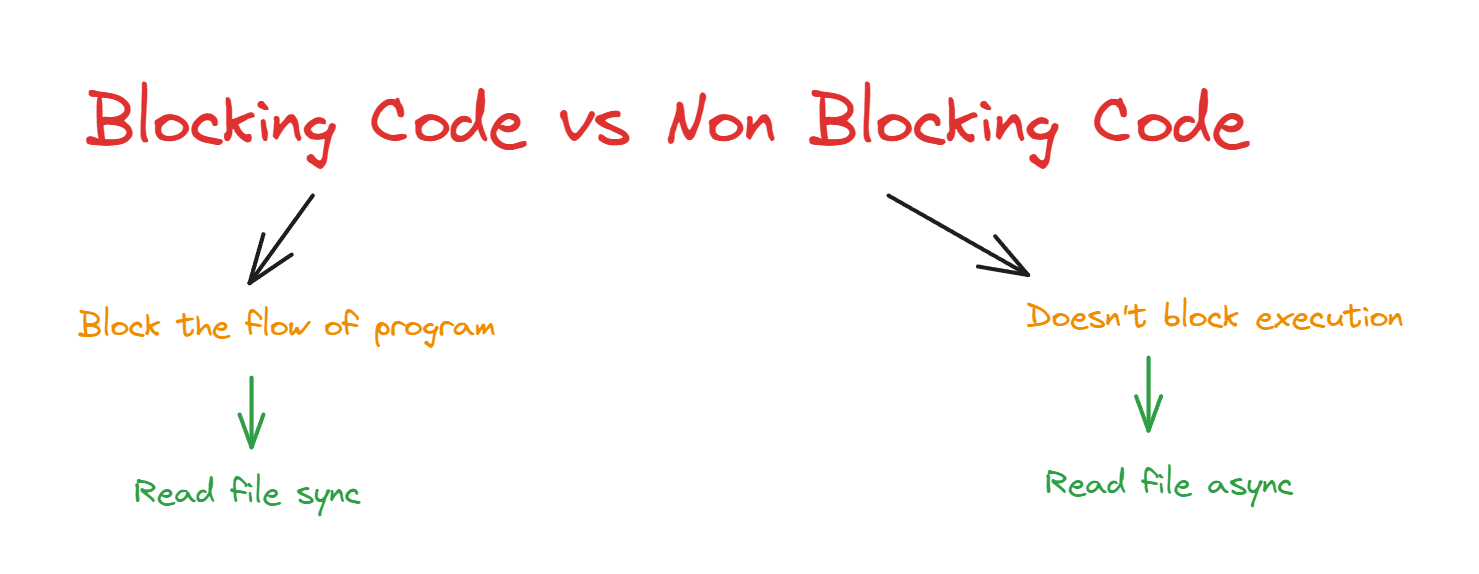 Blocking Code vs Non Blocking Code
Block the flow of program
Doesn't block execution
Read file sync
Read file async